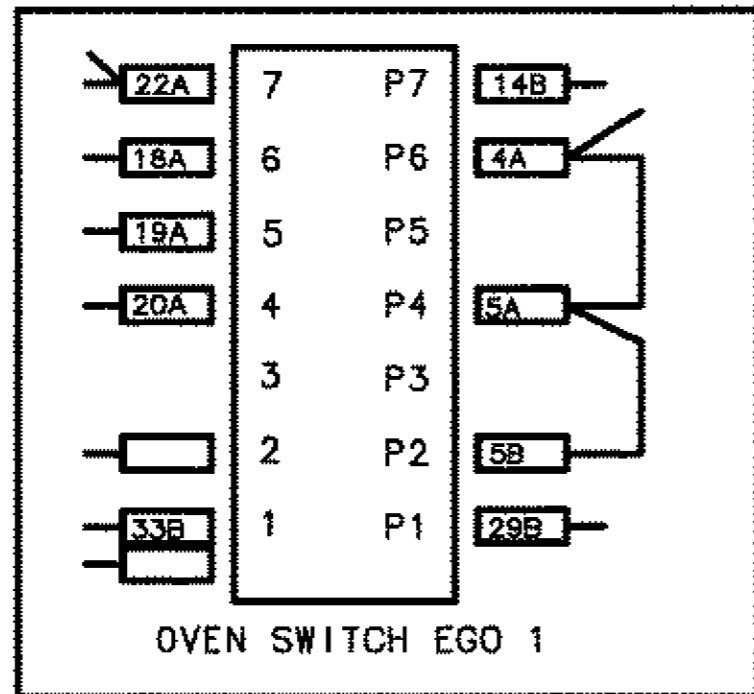 22A 7 P7 14B
18A 6 P6 4A
19A 5 P5
20A 4 P4 5A
3 P3
2 P2 5B
33B 1 P1 29B
OVEN SWITCH EGO 1